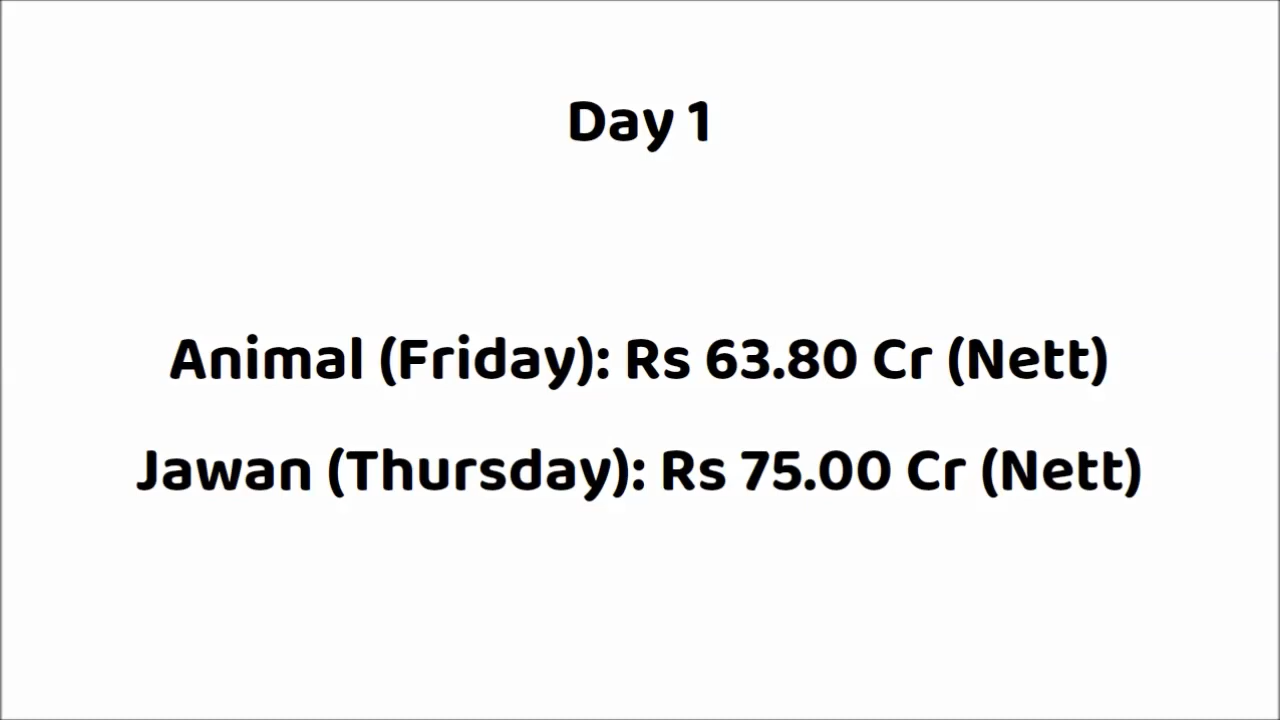 Day 1
Animal (Friday): Rs 63.80 Cr (Nett)
Jawan (Thursday): Rs 75.00 Cr (Nett)